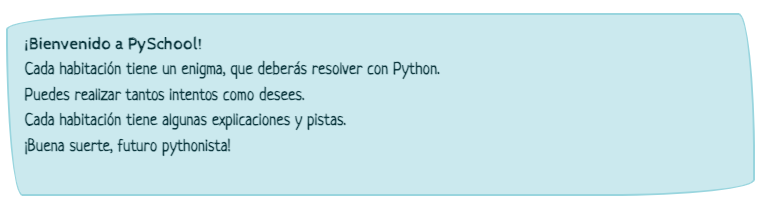 ¡Bienvenido a PySchool!
Cada habitación tiene un enigma, que deberás resolver con Python.
Puedes realizar tantos intentos como desees.
Cada habitación tiene algunas explicaciones y pistas.
¡Buena suerte, futuro pythonista!